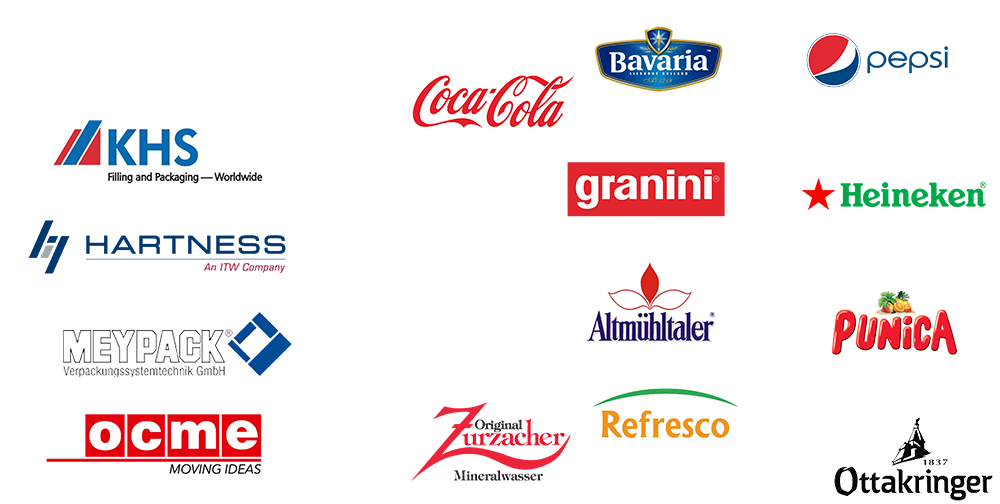 KHS
Filling and Packaging — Worldwide
HARTNESS
An ITW Company
MEYPACK®
Verpackungssystemtechnik GmbH
ocme
MOVING IDEAS
Coca-Cola
Bavaria
pepsi
granini®
Heineken®
Altmühltaler®
PUNiCA
Original
Zurzacher
Mineralwasser
Refresco
1837
Ottakringer